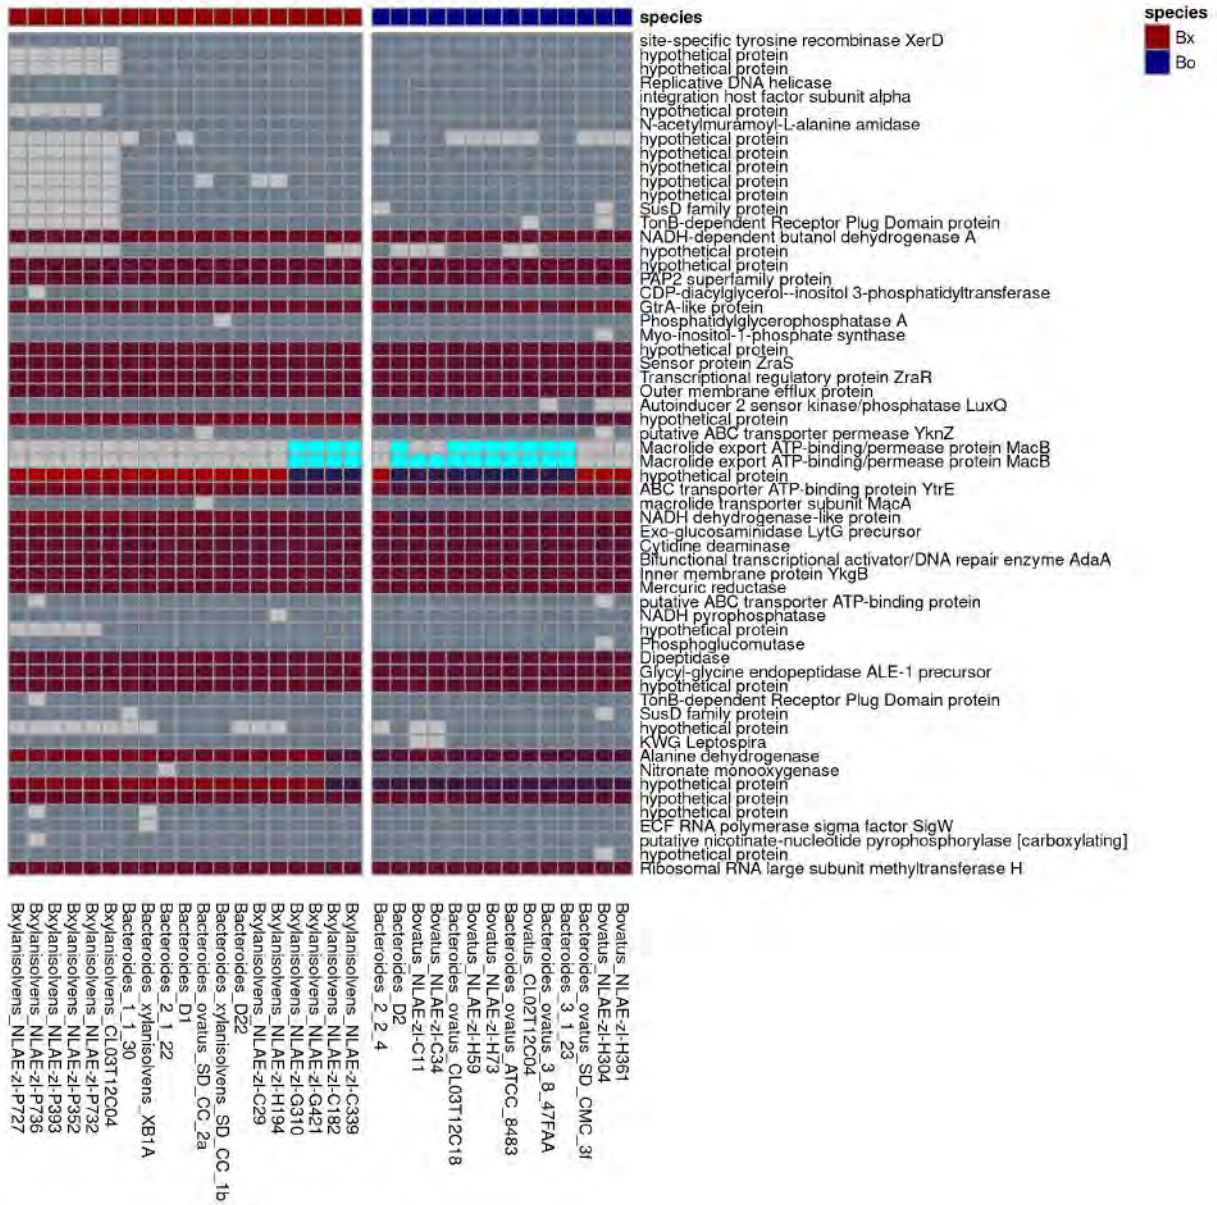 species
species
Bx
Bo
site-specific tyrosine recombinase XerD
hypothetical protein
hypothetical protein
Replicative DNA helicase
integration host factor subunit alpha
hypothetical protein
N-acetylmuramoyl-L-alanine amidase
hypothetical protein
hypothetical protein
hypothetical protein
hypothetical protein
hypothetical protein
SusD family protein
TonB-dependent Receptor Plug Domain protein
NADH-dependent butanol dehydrogenase A
hypothetical protein
hypothetical protein
PAP2 superfamily protein
CDP-diacylglycerol--inositol 3-phosphatidyltransferase
GtrA-like protein
Phosphatidylglycerophosphatase A
Myo-inositol-1-phosphate synthase
hypothetical protein
Sensor protein ZraS
Transcriptional regulatory protein ZraR
Outer membrane efflux protein
Autoinducer 2 sensor kinase/phosphatase LuxQ
hypothetical protein
putative ABC transporter permease YknZ
Macrolide export ATP-binding/permease protein MacB
Macrolide export ATP-binding/permease protein MacB
hypothetical protein
ABC transporter ATP-binding protein YtrE
macrolide transporter subunit MacA
NADH dehydrogenase-like protein
Exo-glucosaminidase LytG precursor
Cytidine deaminase
Bifunctional transcriptional activator/DNA repair enzyme AdaA
Inner membrane protein YkgB
Mercuric reductase
putative ABC transporter ATP-binding protein
NADH pyrophosphatase
hypothetical protein
Phosphoglucomutase
Dipeptidase
Glycyl-glycine endopeptidase ALE-1 precursor
hypothetical protein
TonB-dependent Receptor Plug Domain protein
SusD family protein
hypothetical protein
KWG Leptospira
Alanine dehydrogenase
Nitronate monooxygenase
hypothetical protein
hypothetical protein
hypothetical protein
ECF RNA polymerase sigma factor SigW
putative nicotinate-nucleotide pyrophosphorylase [carboxylating]
hypothetical protein
Ribosomal RNA large subunit methyltransferase H
Bxylanisolvens_NLAE-zl-P727
Bxylanisolvens_NLAE-zl-P736
Bxylanisolvens_NLAE-zl-P393
Bxylanisolvens_NLAE-zl-P352
Bxylanisolvens_NLAE-zl-P732
Bxylanisolvens_CL03T12C04
Bacteroides_1_1_30
Bacteroides_xylanisolvens_XB1A
Bacteroides_2_1_22
Bacteroides_D1
Bacteroides_ovatus_SD_CC_2a
Bacteroides_xylanisolvens_SD_CC_1b
Bacteroides_D22
Bxylanisolvens_NLAE-zl-C29
Bxylanisolvens_NLAE-zl-H194
Bxylanisolvens_NLAE-zl-G310
Bxylanisolvens_NLAE-zl-G421
Bxylanisolvens_NLAE-zl-C182
Bxylanisolvens_NLAE-zl-C339
Bacteroides_2_2_4
Bacteroides_D2
Bovatus_NLAE-zl-C11
Bovatus_NLAE-zl-C34
Bacteroides_ovatus_CL03T12C18
Bovatus_NLAE-zl-H59
Bovatus_NLAE-zl-H73
Bacteroides_ovatus_ATCC_8483
Bovatus_CL02T12C04
Bacteroides_ovatus_3_8_47FAA
Bacteroides_3_1_23
Bacteroides_ovatus_SD_CMC_3f
Bovatus_NLAE-zl-H304
Bovatus_NLAE-zl-H361